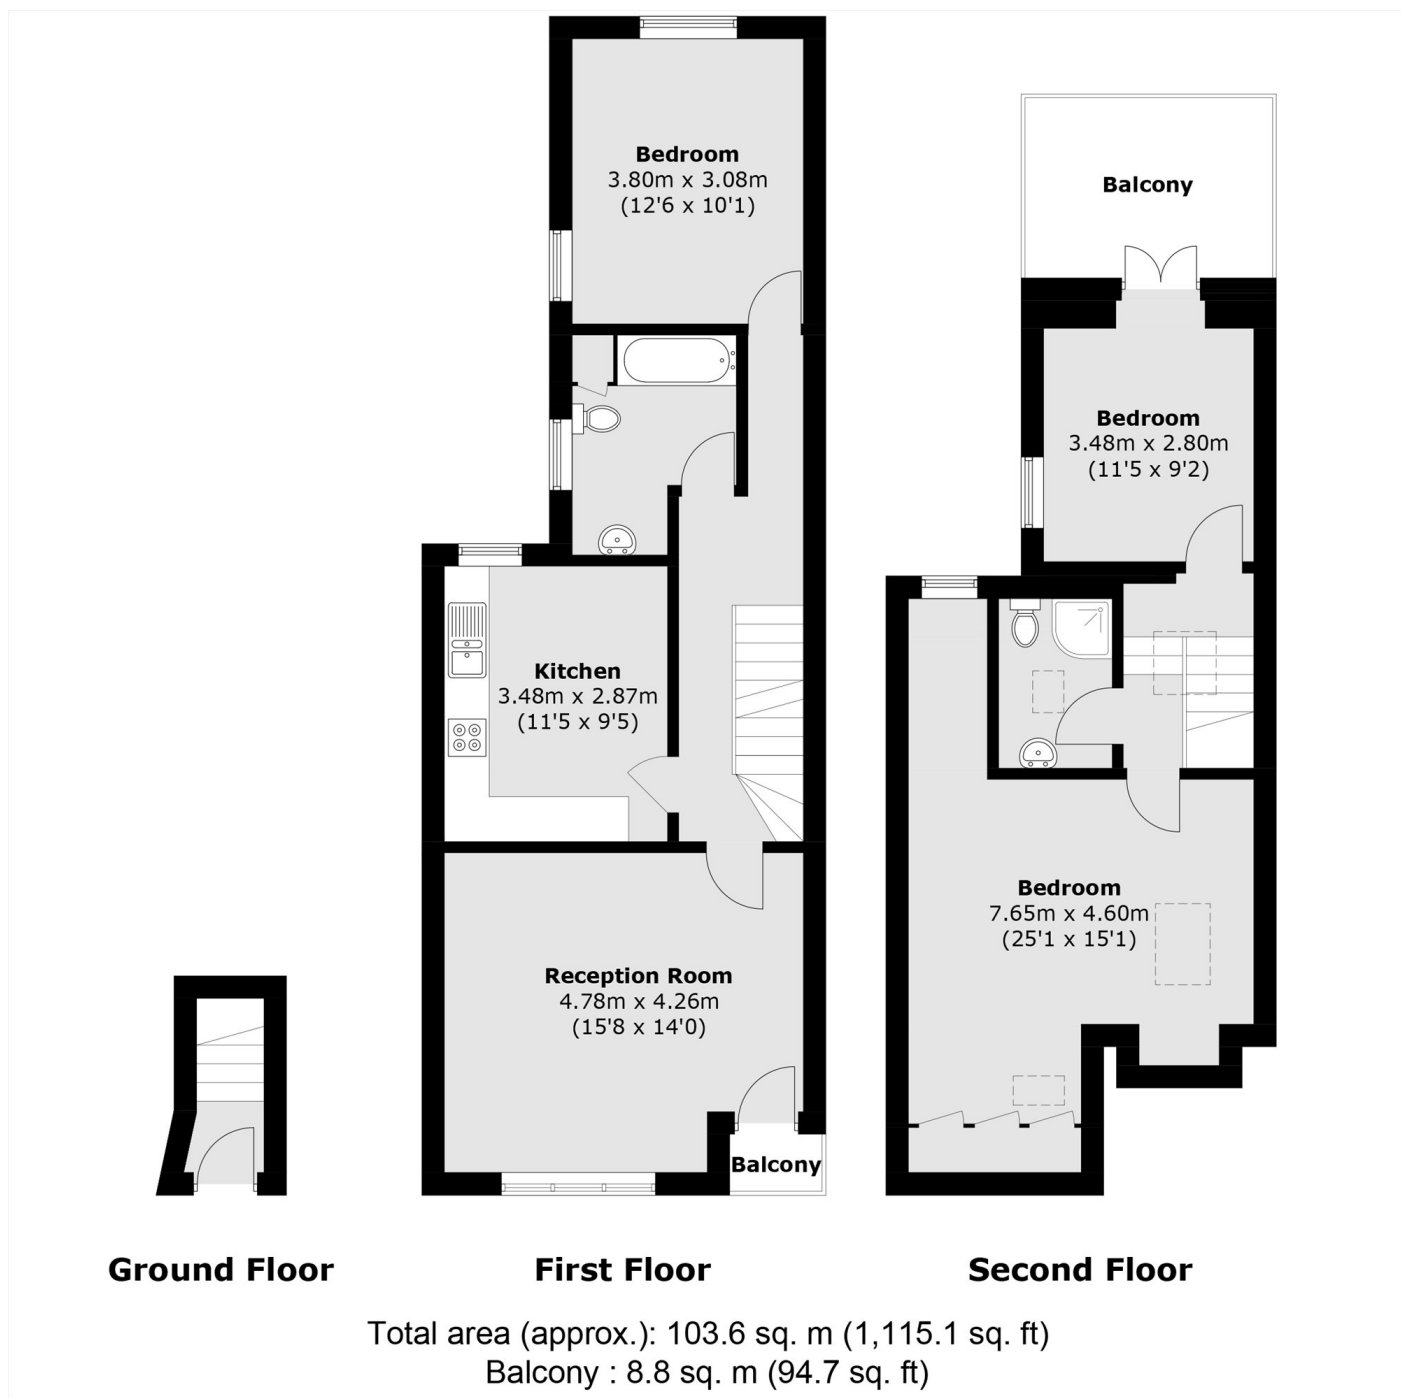 Bedroom
3.80m x 3.08m
(12'6 x 10'1)
Kitchen
3.48m x 2.87m
(11'5 x 9'5)
Reception Room
4.78m x 4.26m
(15'8 x 14'0)
Balcony
Balcony
Bedroom
3.48m x 2.80m
(11'5 x 9'2)
Bedroom
7.65m x 4.60m
(25'1 x 15'1)
Ground Floor
First Floor
Second Floor
Total area (approx.): 103.6 sq. m (1,115.1 sq. ft)
Balcony : 8.8 sq. m (94.7 sq. ft)